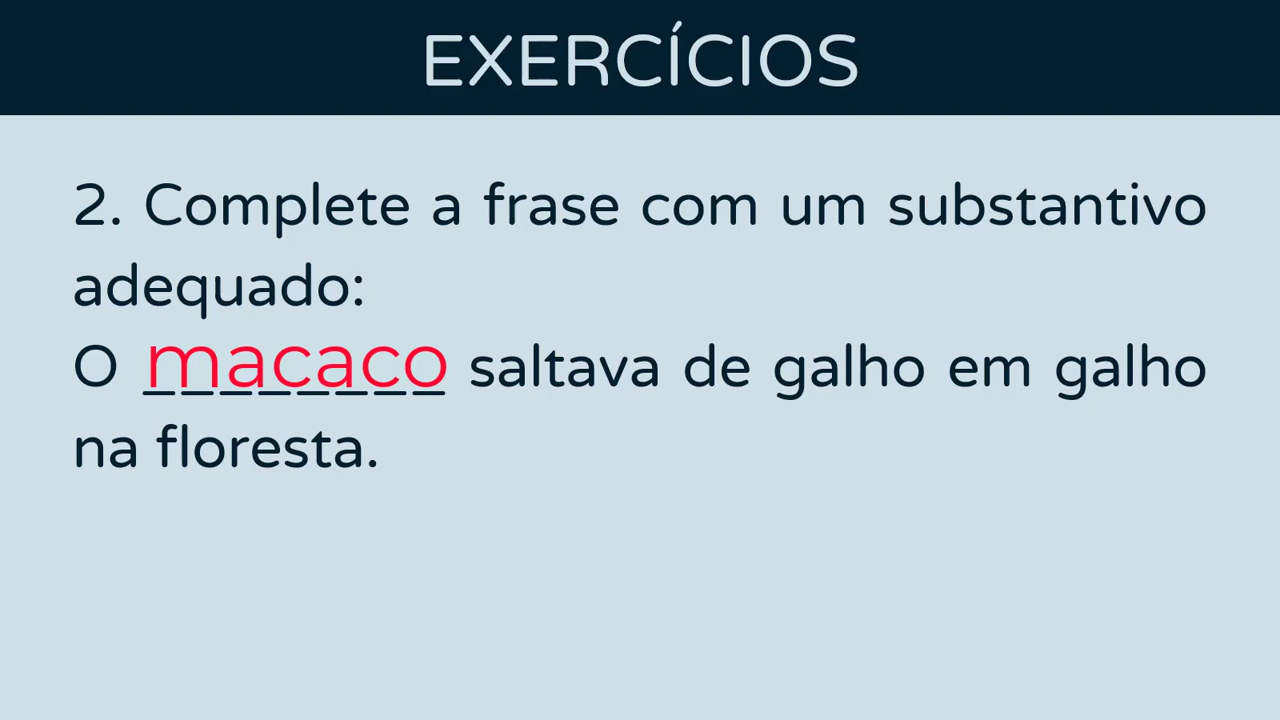 EXERCÍCIOS
2. Complete a frase com um substantivo
adequado:
O macaco saltava de galho em galho
na floresta.